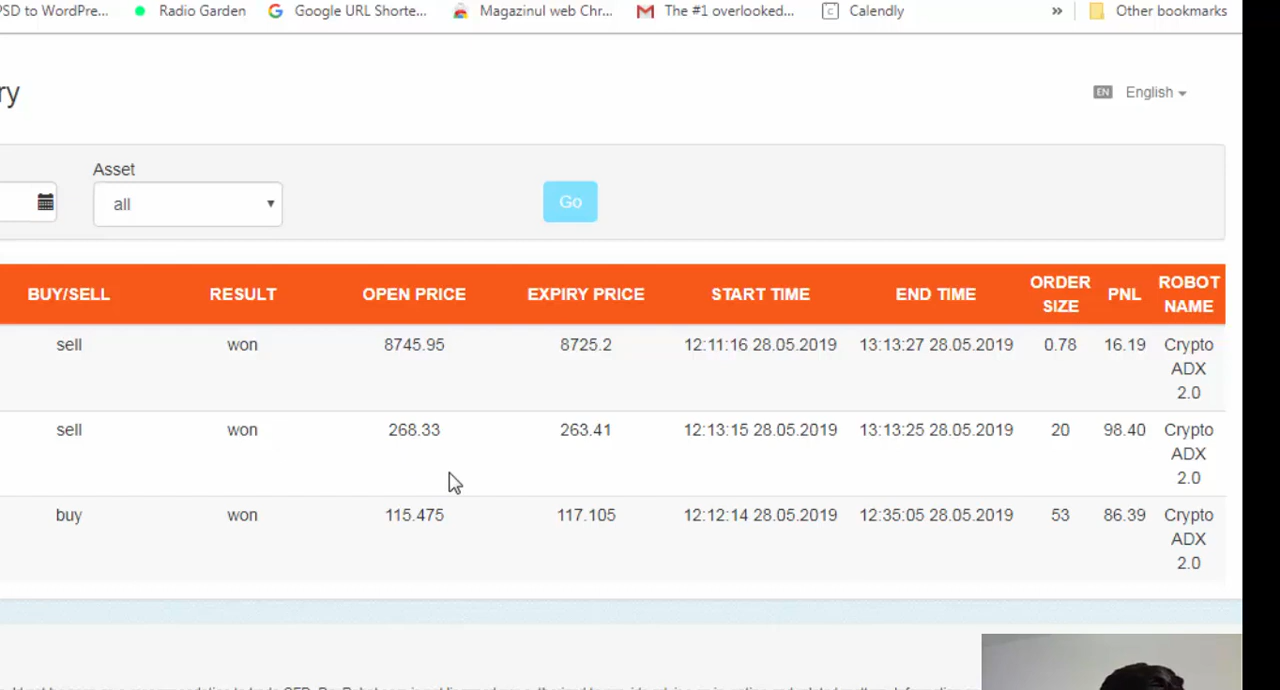 PSD to WordPre... Radio Garden Google URL Shorte... Magazinul web Chr... The #1 overlooked... Calendly » Other bookmarks
ry
EN English
Asset
all Go
BUY/SELL RESULT OPEN PRICE EXPIRY PRICE START TIME END TIME ORDER SIZE PNL ROBOT NAME
sell won 8745.95 8725.2 12:11:16 28.05.2019 13:13:27 28.05.2019 0.78 16.19 Crypto
ADX
2.0
sell won 268.33 263.41 12:13:15 28.05.2019 13:13:25 28.05.2019 20 98.40 Crypto
ADX
2.0
buy won 115.475 117.105 12:12:14 28.05.2019 12:35:05 28.05.2019 53 86.39 Crypto
ADX
2.0